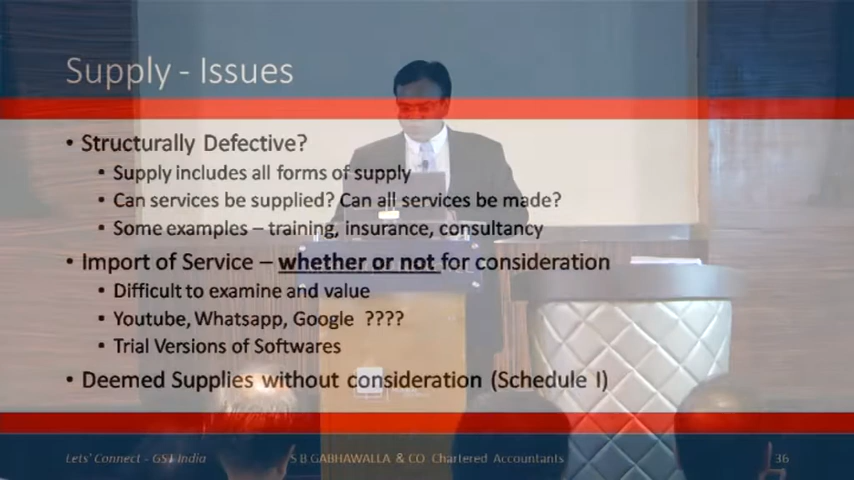 Supply - Issues
• Structurally Defective?
• Supply includes all forms of supply
• Can services be supplied? Can all services be made?
• Some examples – training, insurance, consultancy
• Import of Service – whether or not for consideration
• Difficult to examine and value
• Youtube, Whatsapp, Google ????
• Trial Versions of Softwares
• Deemed Supplies without consideration (Schedule I)
Lets' Connect - GST India S B GABHAWALLA & CO Chartered Accountants 36